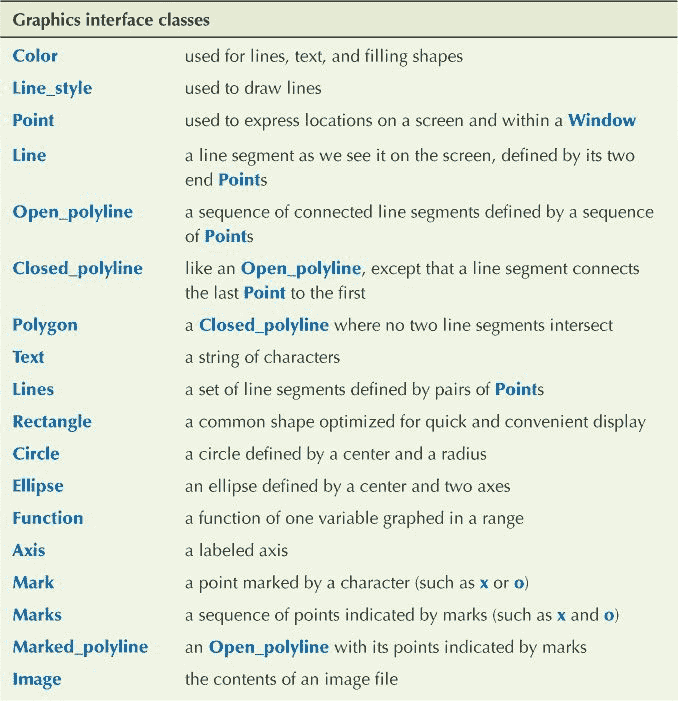 Graphics interface classes
Color used for lines, text, and filling shapes
Line_style used to draw lines
Point used to express locations on a screen and within a Window
Line a line segment as we see it on the screen, defined by its two
end Points
Open_polyline a sequence of connected line segments defined by a sequence
of Points
Closed_polyline like an Open_polyline, except that a line segment connects
the last Point to the first
Polygon a Closed_polyline where no two line segments intersect
Text a string of characters
Lines a set of line segments defined by pairs of Points
Rectangle a common shape optimized for quick and convenient display
Circle a circle defined by a center and a radius
Ellipse an ellipse defined by a center and two axes
Function a function of one variable graphed in a range
Axis a labeled axis
Mark a point marked by a character (such as x or o)
Marks a sequence of points indicated by marks (such as x and o)
Marked_polyline an Open_polyline with its points indicated by marks
Image the contents of an image file